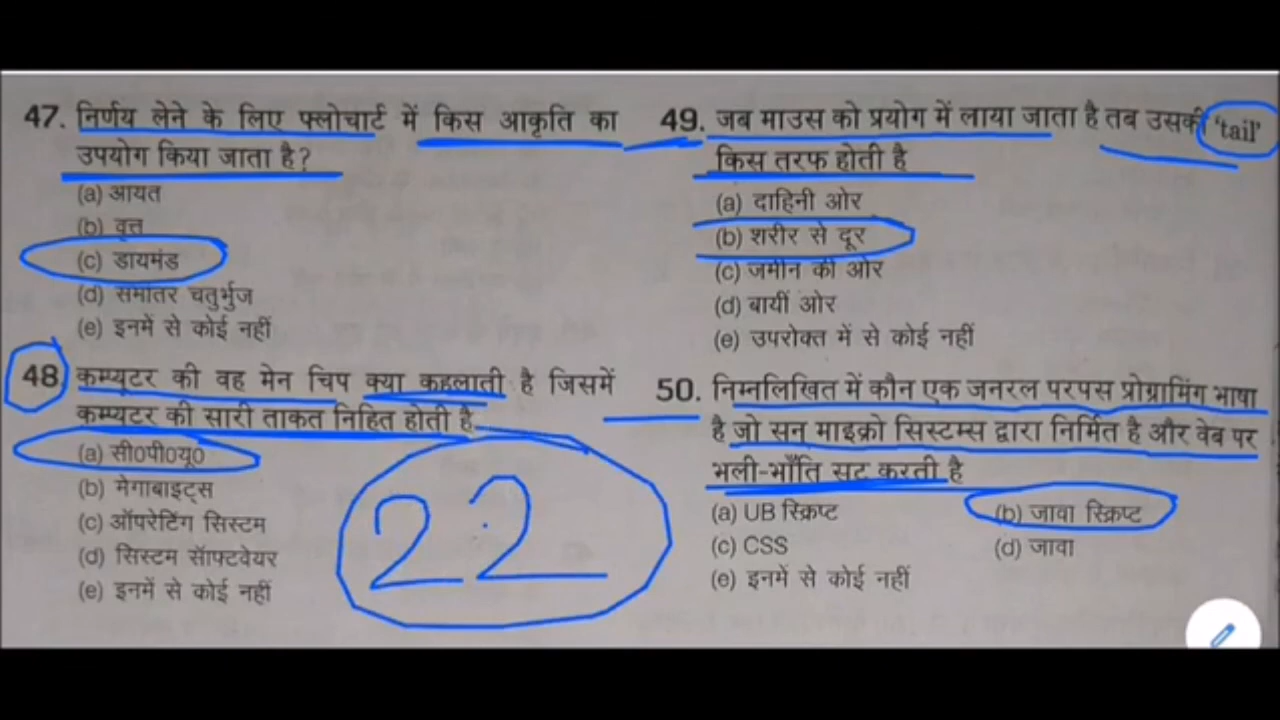 47. निर्णय लेने के लिए फ्लोचार्ट में किस आकृति का
उपयोग किया जाता है?
(a) आयत
(b) वृत्त
(c) डायमंड
(d) समांतर चतुर्भुज
(e) इनमें से कोई नहीं
48. कम्प्यूटर की वह मेन चिप क्या कहलाती है जिसमें
कम्प्यूटर की सारी ताकत निहित होती है
(a) सी0पी0यू0
(b) मेगाबाइट्स
(c) ऑपरेटिंग सिस्टम
(d) सिस्टम सॅाफ्टवेयर
(e) इनमें से कोई नहीं
22
49. जब माउस को प्रयोग में लाया जाता है तब उसकी 'tail'
किस तरफ होती है
(a) दाहिनी ओर
(b) शरीर से दूर
(c) जमीन की ओर
(d) बायीं ओर
(e) उपरोक्त में से कोई नहीं
50. निम्नलिखित में कौन एक जनरल परपस प्रोग्रामिंग भाषा
है जो सन माइक्रो सिस्टम्स द्वारा निर्मित है और वेब पर
भली-भाँति सूट करती है
(a) UB स्क्रिप्ट (b) जावा स्क्रिप्ट
(c) CSS (d) जावा
(e) इनमें से कोई नहीं